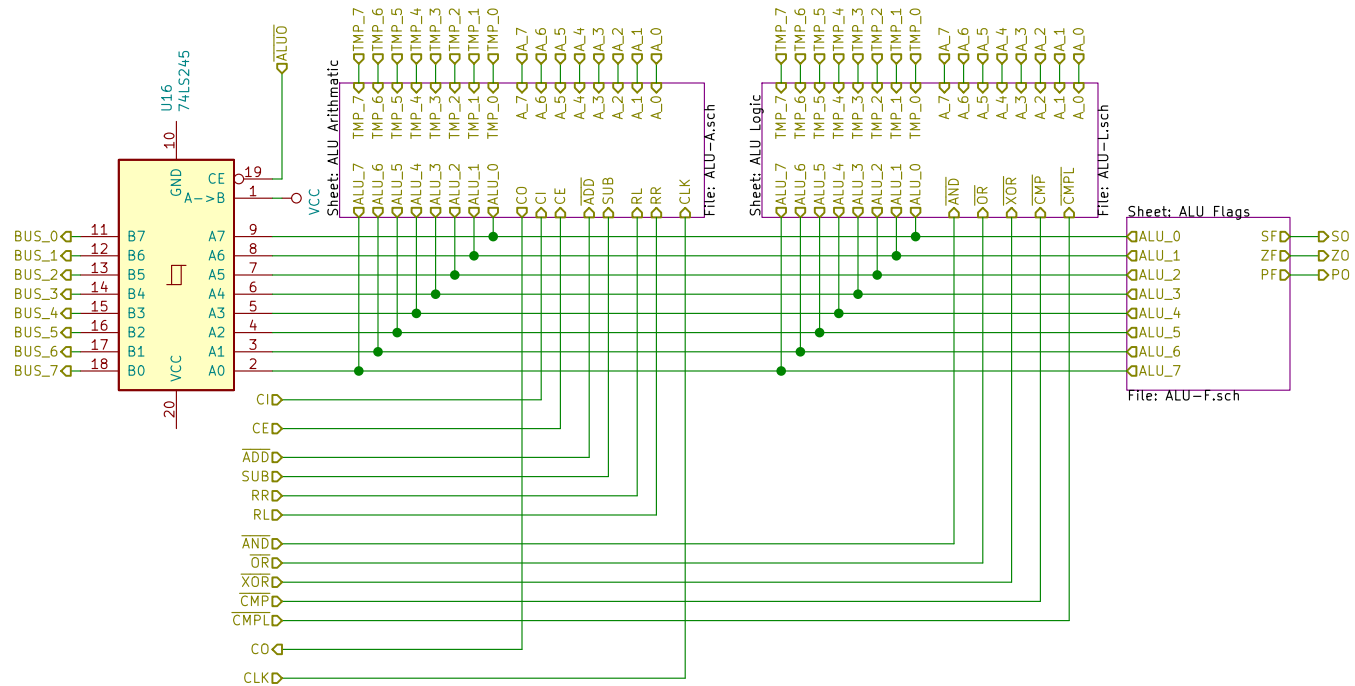 TMP_7 TMP_6 TMP_5 TMP_4 TMP_3 TMP_2 TMP_1 TMP_0 A_7 A_6 A_5 A_4 A_3 A_2 A_1 A_0
TMP_7 TMP_6 TMP_5 TMP_4 TMP_3 TMP_2 TMP_1 TMP_0 A_7 A_6 A_5 A_4 A_3 A_2 A_1 A_0
ALUO
U16
74LS245
10
GND
CE 19
A->B 1
VCC
BUS_0 11 B7 A7 9
BUS_1 12 B6 A6 8
BUS_2 13 B5 A5 7
BUS_3 14 B4 A4 6
BUS_4 15 B3 A3 5
BUS_5 16 B2 A2 4
BUS_6 17 B1 A1 3
BUS_7 18 B0 A0 2
VCC
20
Sheet: ALU Arithmatic
TMP_7 TMP_6 TMP_5 TMP_4 TMP_3 TMP_2 TMP_1 TMP_0 A_7 A_6 A_5 A_4 A_3 A_2 A_1 A_0
ALU_7 ALU_6 ALU_5 ALU_4 ALU_3 ALU_2 ALU_1 ALU_0 CO CI CE ADD SUB RL RR CLK
File: ALU-A.sch
Sheet: ALU Logic
TMP_7 TMP_6 TMP_5 TMP_4 TMP_3 TMP_2 TMP_1 TMP_0 A_7 A_6 A_5 A_4 A_3 A_2 A_1 A_0
ALU_7 ALU_6 ALU_5 ALU_4 ALU_3 ALU_2 ALU_1 ALU_0 AND OR XOR CMP CMPL
File: ALU-L.sch
Sheet: ALU Flags
ALU_0 SF SO
ALU_1 ZF ZO
ALU_2 PF PO
ALU_3
ALU_4
ALU_5
ALU_6
ALU_7
File: ALU-F.sch
CI
CE
ADD
SUB
RR
RL
AND
OR
XOR
CMP
CMPL
CO
CLK